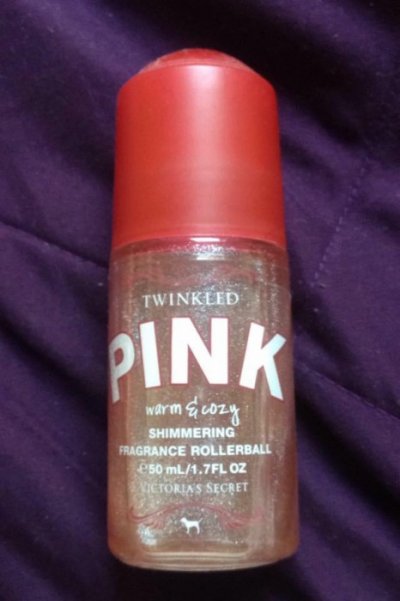 TWINKLED
PINK
warm & cozy
SHIMMERING
FRAGRANCE ROLLERBALL
℮50 mL/1.7FL OZ
VICTORIA'S SECRET